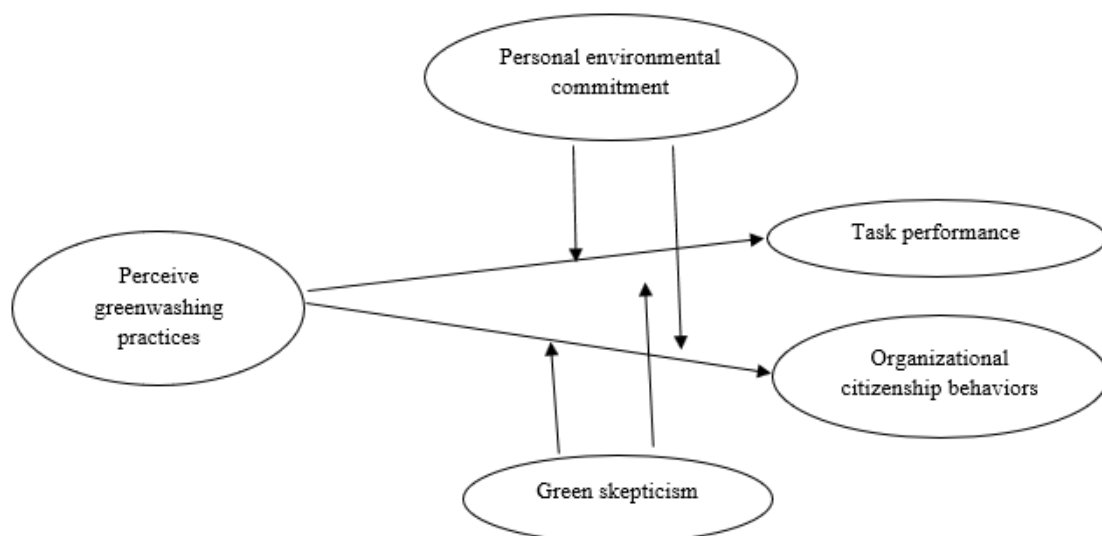 Personal environmental
commitment
Task performance
Perceive
greenwashing
practices
Organizational
citizenship behaviors
Green skepticism